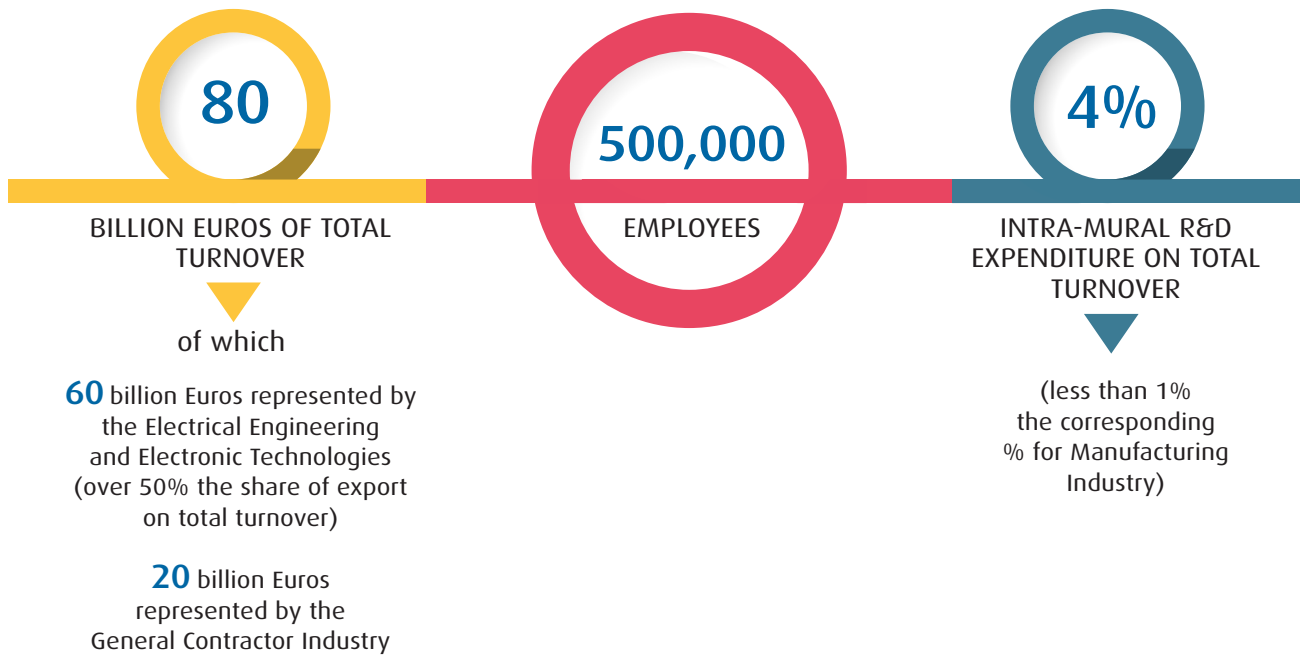 80
BILLION EUROS OF TOTAL
TURNOVER
of which
60 billion Euros represented by
the Electrical Engineering
and Electronic Technologies
(over 50% the share of export
on total turnover)
20 billion Euros
represented by the
General Contractor Industry
500,000
EMPLOYEES
4%
INTRA-MURAL R&D
EXPENDITURE ON TOTAL
TURNOVER
(less than 1%
the corresponding
% for Manufacturing
Industry)